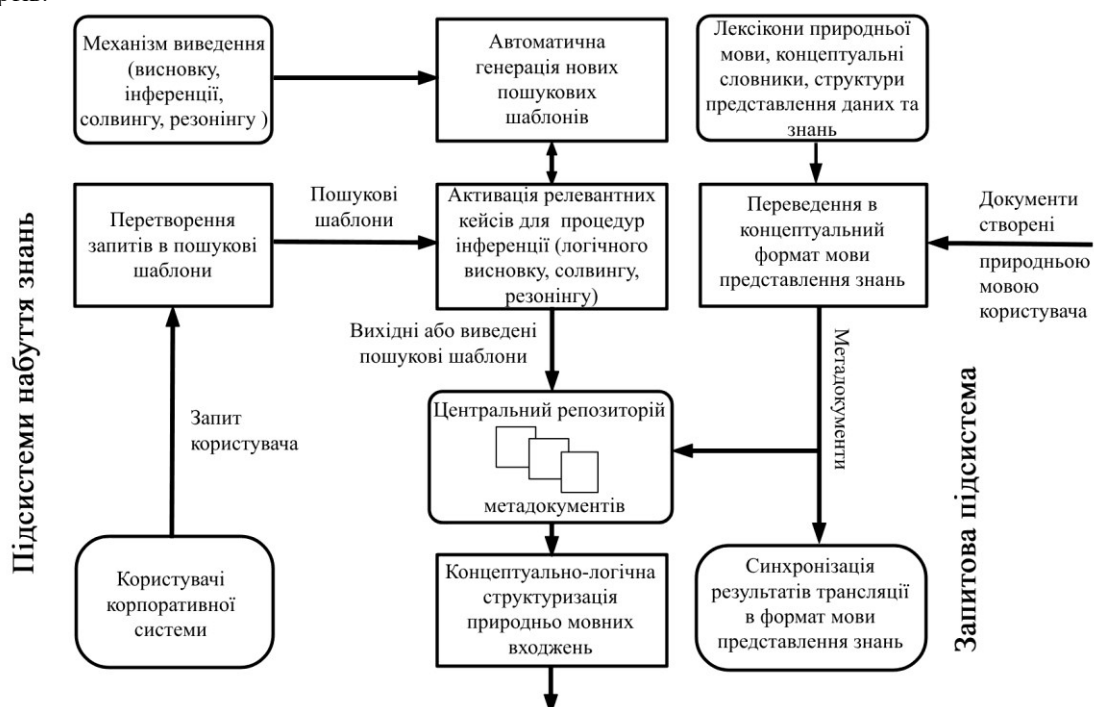 Механізм виведення
(висновку,
інференції,
солвингу, резонінгу )
Автоматична
генерація нових
пошукових
шаблонів
Лексікони природньої
мови, концептуальні
словники, структури
представлення даних та
знань
Підсистеми набуття знань
Перетворення
запитів в пошукові
шаблони
Пошукові
шаблони
Активація релевантних
кейсів для процедур
інференції (логічного
висновку, солвингу,
резонінгу)
Переведення в
концептуальний
формат мови
представлення знань
Документи
створені
природньою
мовою
користувача
Вихідні або виведені
пошукові шаблони
Метадокументи
Запит
користувача
Центральний репозиторій
метадокументів
Запитова підсистема
Користувачі
корпоративної
системи
Концептуально-логічна
структуризація
природньо мовних
входжень
Синхронізація
результатів трансляції
в формат мови
представлення знань